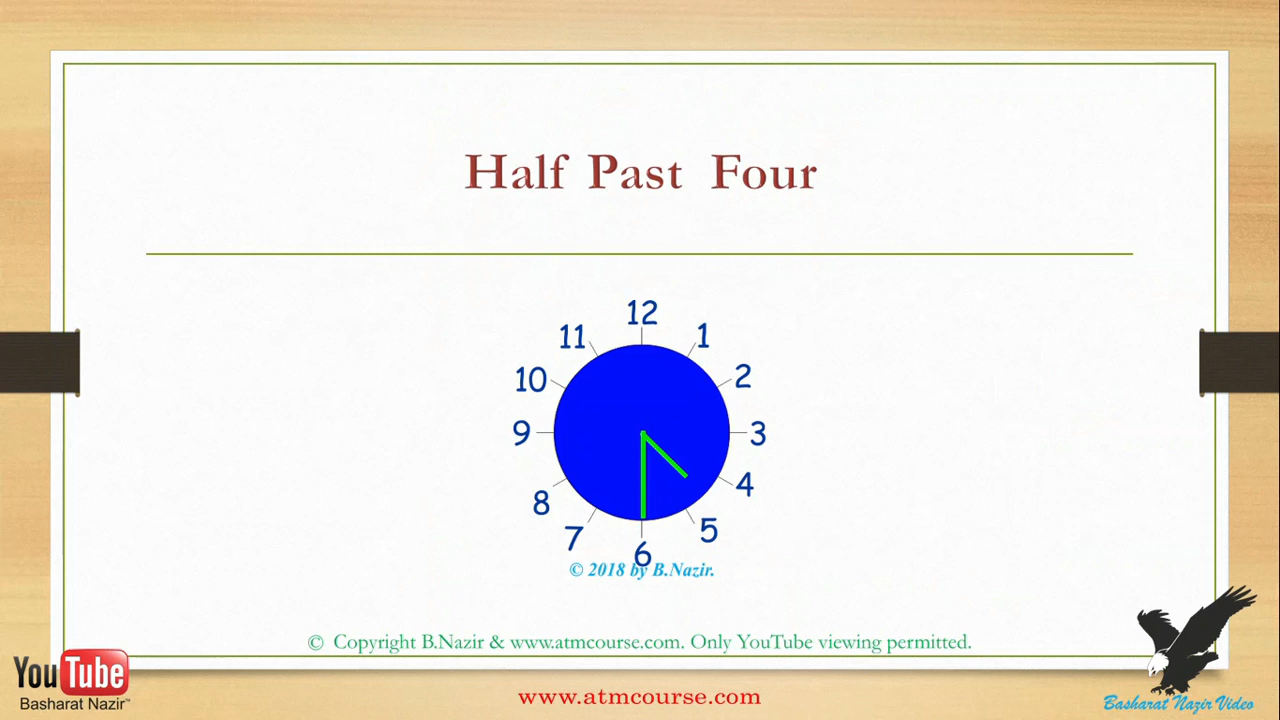 Half Past Four
12
11
1
10
2
9
3
8
4
7
5
6
© 2018 by B.Nazir.
© Copyright B.Nazir & www.atmcourse.com. Only YouTube viewing permitted.
YouTube
Basharat Nazir™
www.atmcourse.com
Basharat Nazir Video